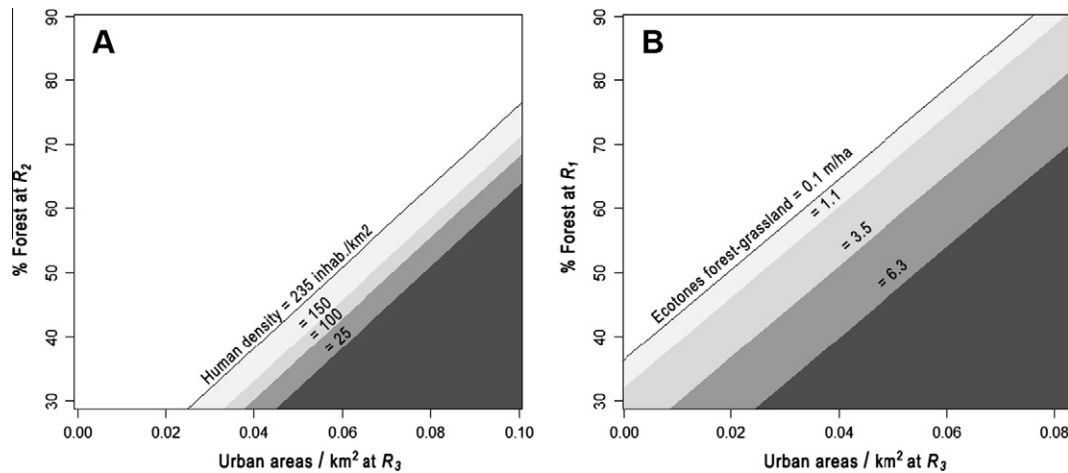 A
% Forest at R2
90
80
70
60
50
40
30
Human density = 235 inhab./km2
= 150
= 100
= 25
0.00 0.02 0.04 0.06 0.08 0.10
Urban areas / km² at R3
B
% Forest at R1
90
80
70
60
50
40
30
Ecotones forest-grassland = 0.1 m/ha
= 1.1
= 3.5
= 6.3
0.00 0.02 0.04 0.06 0.08
Urban areas / km² at R3